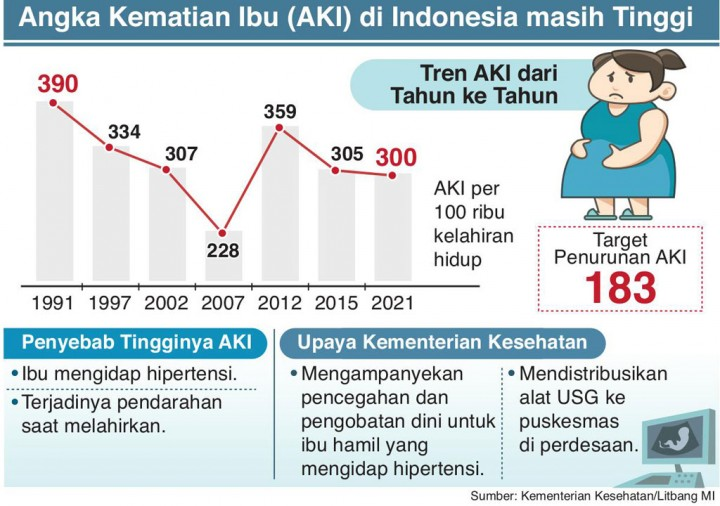 Angka Kematian Ibu (AKI) di Indonesia masih Tinggi
Tren AKI dari
Tahun ke Tahun
390
334
307
228
359
305
300
1991 1997 2002 2007 2012 2015 2021
AKI per
100 ribu
kelahiran
hidup
Target
Penurunan AKI
183
Penyebab Tingginya AKI
• Ibu mengidap hipertensi.
• Terjadinya pendarahan
saat melahirkan.
Upaya Kementerian Kesehatan
• Mengampanyekan
pencegahan dan
pengobatan dini untuk
ibu hamil yang
mengidap hipertensi.
• Mendistribusikan
alat USG ke
puskesmas
di perdesaan.
Sumber: Kementerian Kesehatan/Litbang MI